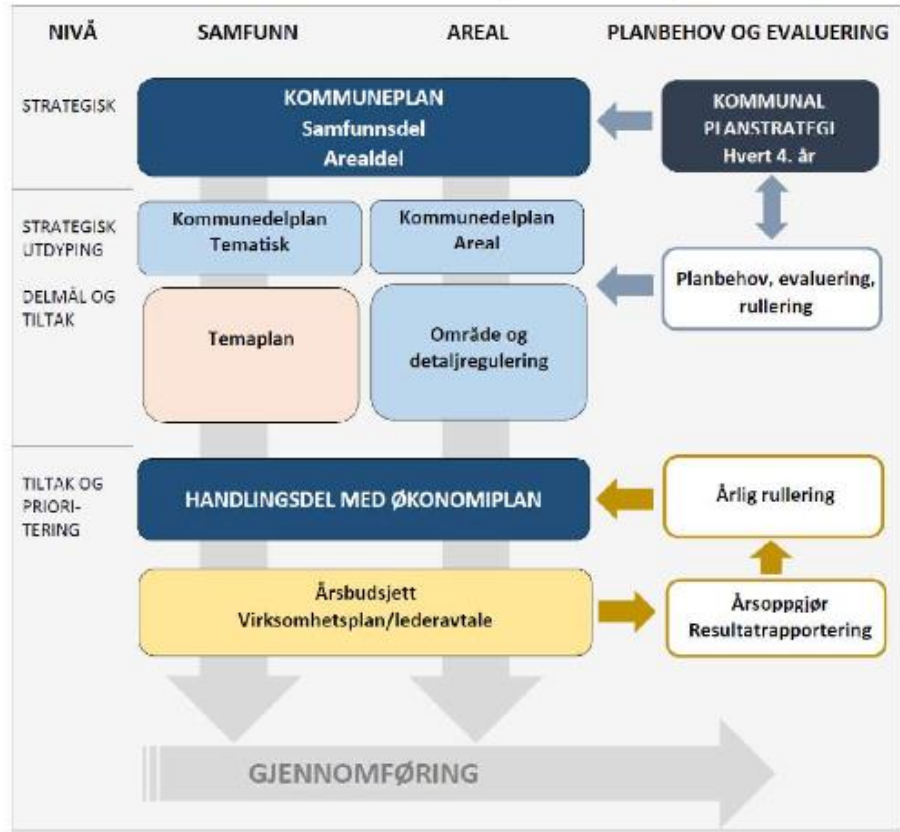 NIVÅ
SAMFUNN
AREAL
PLANBEHOV OG EVALUERING
STRATEGISK
KOMMUNEPLAN
Samfunnsdel
Arealdel
KOMMUNAL
PLANSTRATEGI
Hvert 4. år
STRATEGISK
UTDYPING
Kommunedelplan
Tematisk
Kommunedelplan
Areal
Planbehov, evaluering,
rullering
DELMÅL OG
TILTAK
Temaplan
Område og
detaljregulering
TILTAK OG
PRIORI-
TERING
HANDLINGSDEL MED ØKONOMIPLAN
Årlig rullering
Årsbudsjett
Virksomhetsplan/lederavtale
Årsoppgjør
Resultatrapportering
GJENNOMFØRING